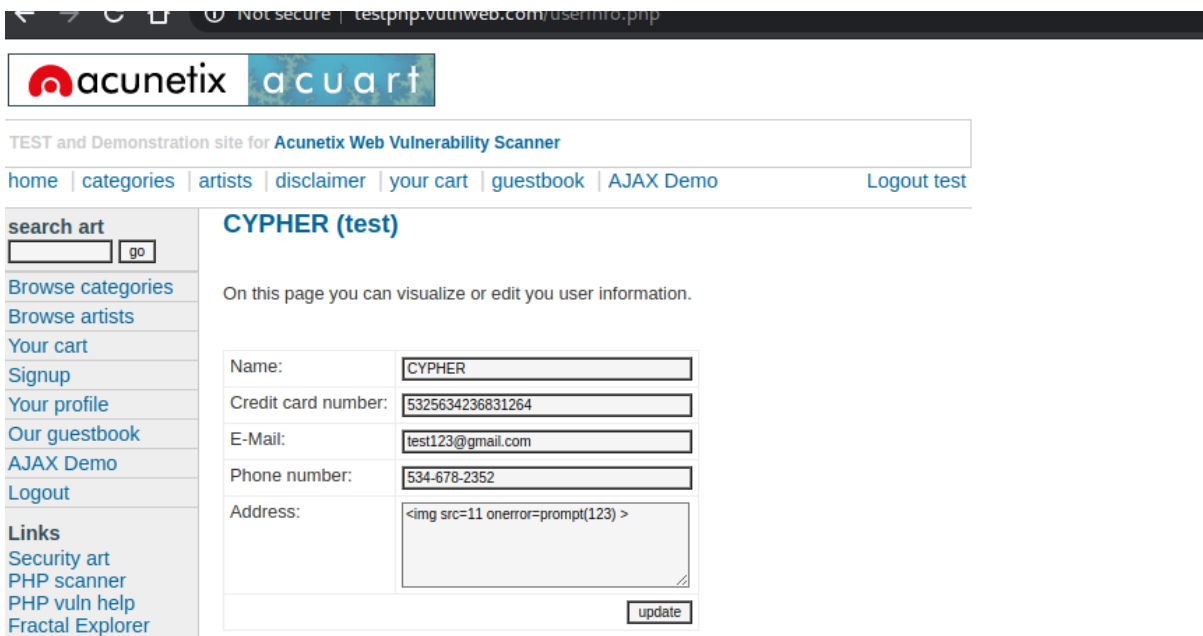 Not secure | testphp.vulnweb.com/userinfo.php
acunetix acuart
TEST and Demonstration site for Acunetix Web Vulnerability Scanner
home | categories | artists | disclaimer | your cart | guestbook | AJAX Demo Logout test
search art
go
Browse categories
Browse artists
Your cart
Signup
Your profile
Our guestbook
AJAX Demo
Logout
Links
Security art
PHP scanner
PHP vuln help
Fractal Explorer
CYPHER (test)
On this page you can visualize or edit you user information.
Name: CYPHER
Credit card number: 5325634236831264
E-Mail: test123@gmail.com
Phone number: 534-678-2352
Address: <img src=11 onerror=prompt(123) >
update